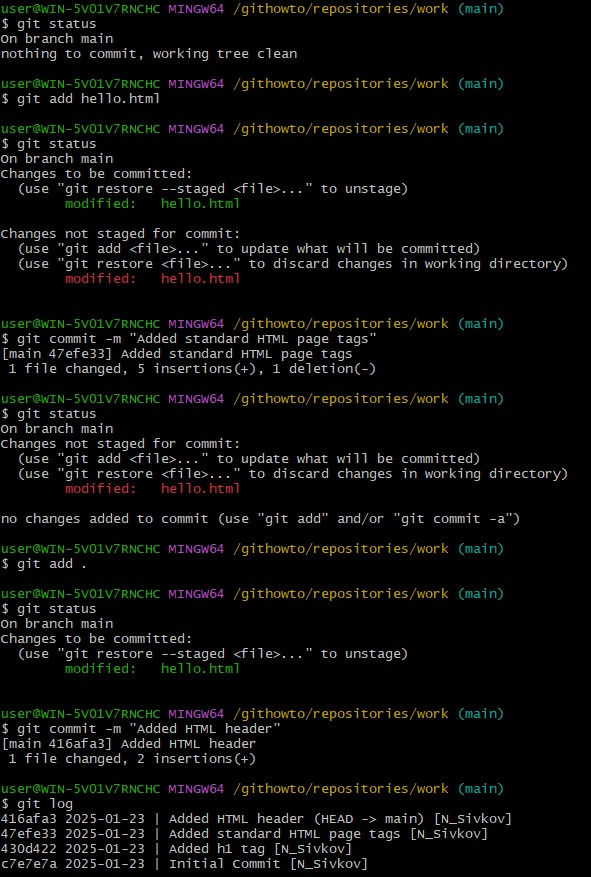 user@WIN-5V01V7RNCHC MINGW64 /githowto/repositories/work (main)
$ git status
On branch main
nothing to commit, working tree clean
user@WIN-5V01V7RNCHC MINGW64 /githowto/repositories/work (main)
$ git add hello.html
user@WIN-5V01V7RNCHC MINGW64 /githowto/repositories/work (main)
$ git status
On branch main
Changes to be committed:
  (use "git restore --staged <file>..." to unstage)
        modified:   hello.html
Changes not staged for commit:
  (use "git add <file>..." to update what will be committed)
  (use "git restore <file>..." to discard changes in working directory)
        modified:   hello.html
user@WIN-5V01V7RNCHC MINGW64 /githowto/repositories/work (main)
$ git commit -m "Added standard HTML page tags"
[main 47efe33] Added standard HTML page tags
 1 file changed, 5 insertions(+), 1 deletion(-)
user@WIN-5V01V7RNCHC MINGW64 /githowto/repositories/work (main)
$ git status
On branch main
Changes not staged for commit:
  (use "git add <file>..." to update what will be committed)
  (use "git restore <file>..." to discard changes in working directory)
        modified:   hello.html
no changes added to commit (use "git add" and/or "git commit -a")
user@WIN-5V01V7RNCHC MINGW64 /githowto/repositories/work (main)
$ git add .
user@WIN-5V01V7RNCHC MINGW64 /githowto/repositories/work (main)
$ git status
On branch main
Changes to be committed:
  (use "git restore --staged <file>..." to unstage)
        modified:   hello.html
user@WIN-5V01V7RNCHC MINGW64 /githowto/repositories/work (main)
$ git commit -m "Added HTML header"
[main 416afa3] Added HTML header
 1 file changed, 2 insertions(+)
user@WIN-5V01V7RNCHC MINGW64 /githowto/repositories/work (main)
$ git log
416afa3 2025-01-23 | Added HTML header (HEAD -> main) [N_Sivkov]
47efe33 2025-01-23 | Added standard HTML page tags [N_Sivkov]
430d422 2025-01-23 | Added h1 tag [N_Sivkov]
c7e7e7a 2025-01-23 | Initial Commit [N_Sivkov]